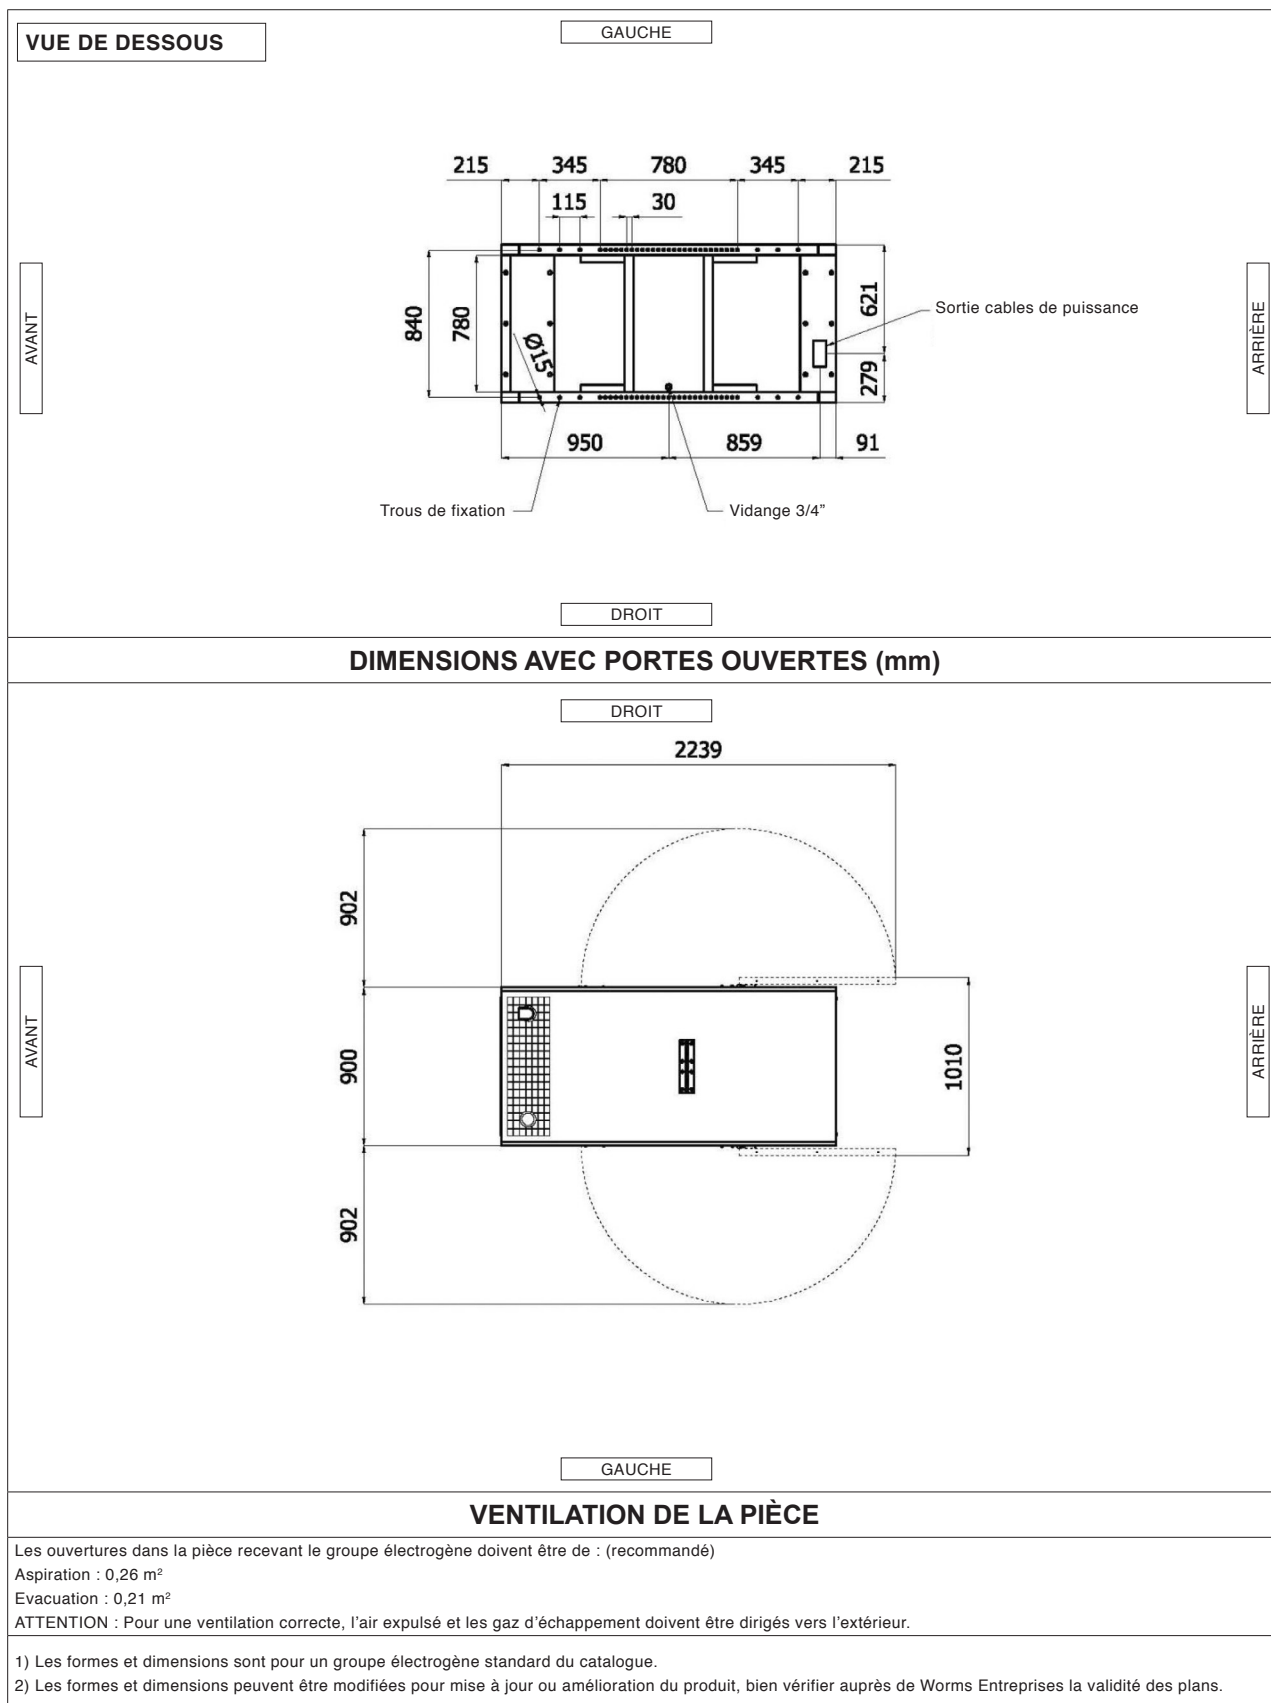 VUE DE DESSOUS
GAUCHE
215 345 780 345 215
115 30
AVANT
840
780
Ø15
621
279
Sortie cables de puissance
ARRIÈRE
950 859 91
Trous de fixation
Vidange 3/4”
DROIT
DIMENSIONS AVEC PORTES OUVERTES (mm)
DROIT
2239
902
AVANT
900
1010
ARRIÈRE
902
GAUCHE
VENTILATION DE LA PIÈCE
Les ouvertures dans la pièce recevant le groupe électrogène doivent être de : (recommandé)
Aspiration : 0,26 m²
Evacuation : 0,21 m²
ATTENTION : Pour une ventilation correcte, l’air expulsé et les gaz d’échappement doivent être dirigés vers l’extérieur.
1) Les formes et dimensions sont pour un groupe électrogène standard du catalogue.
2) Les formes et dimensions peuvent être modifiées pour mise à jour ou amélioration du produit, bien vérifier auprès de Worms Entreprises la validité des plans.